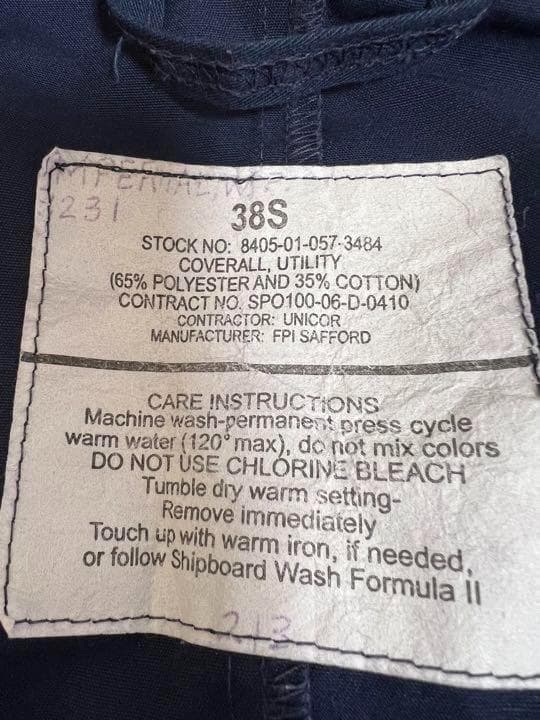 IMPERIAL, W.
231
38S
STOCK NO: 8405-01-057-3484
COVERALL, UTILITY
(65% POLYESTER AND 35% COTTON)
CONTRACT NO. SPO100-06-D-0410
CONTRACTOR: UNICOR
MANUFACTURER: FPI SAFFORD
CARE INSTRUCTIONS
Machine wash-permanent press cycle
warm water (120° max), do not mix colors
DO NOT USE CHLORINE BLEACH
Tumble dry warm setting-
Remove immediately
Touch up with warm iron, if needed,
or follow Shipboard Wash Formula II
213